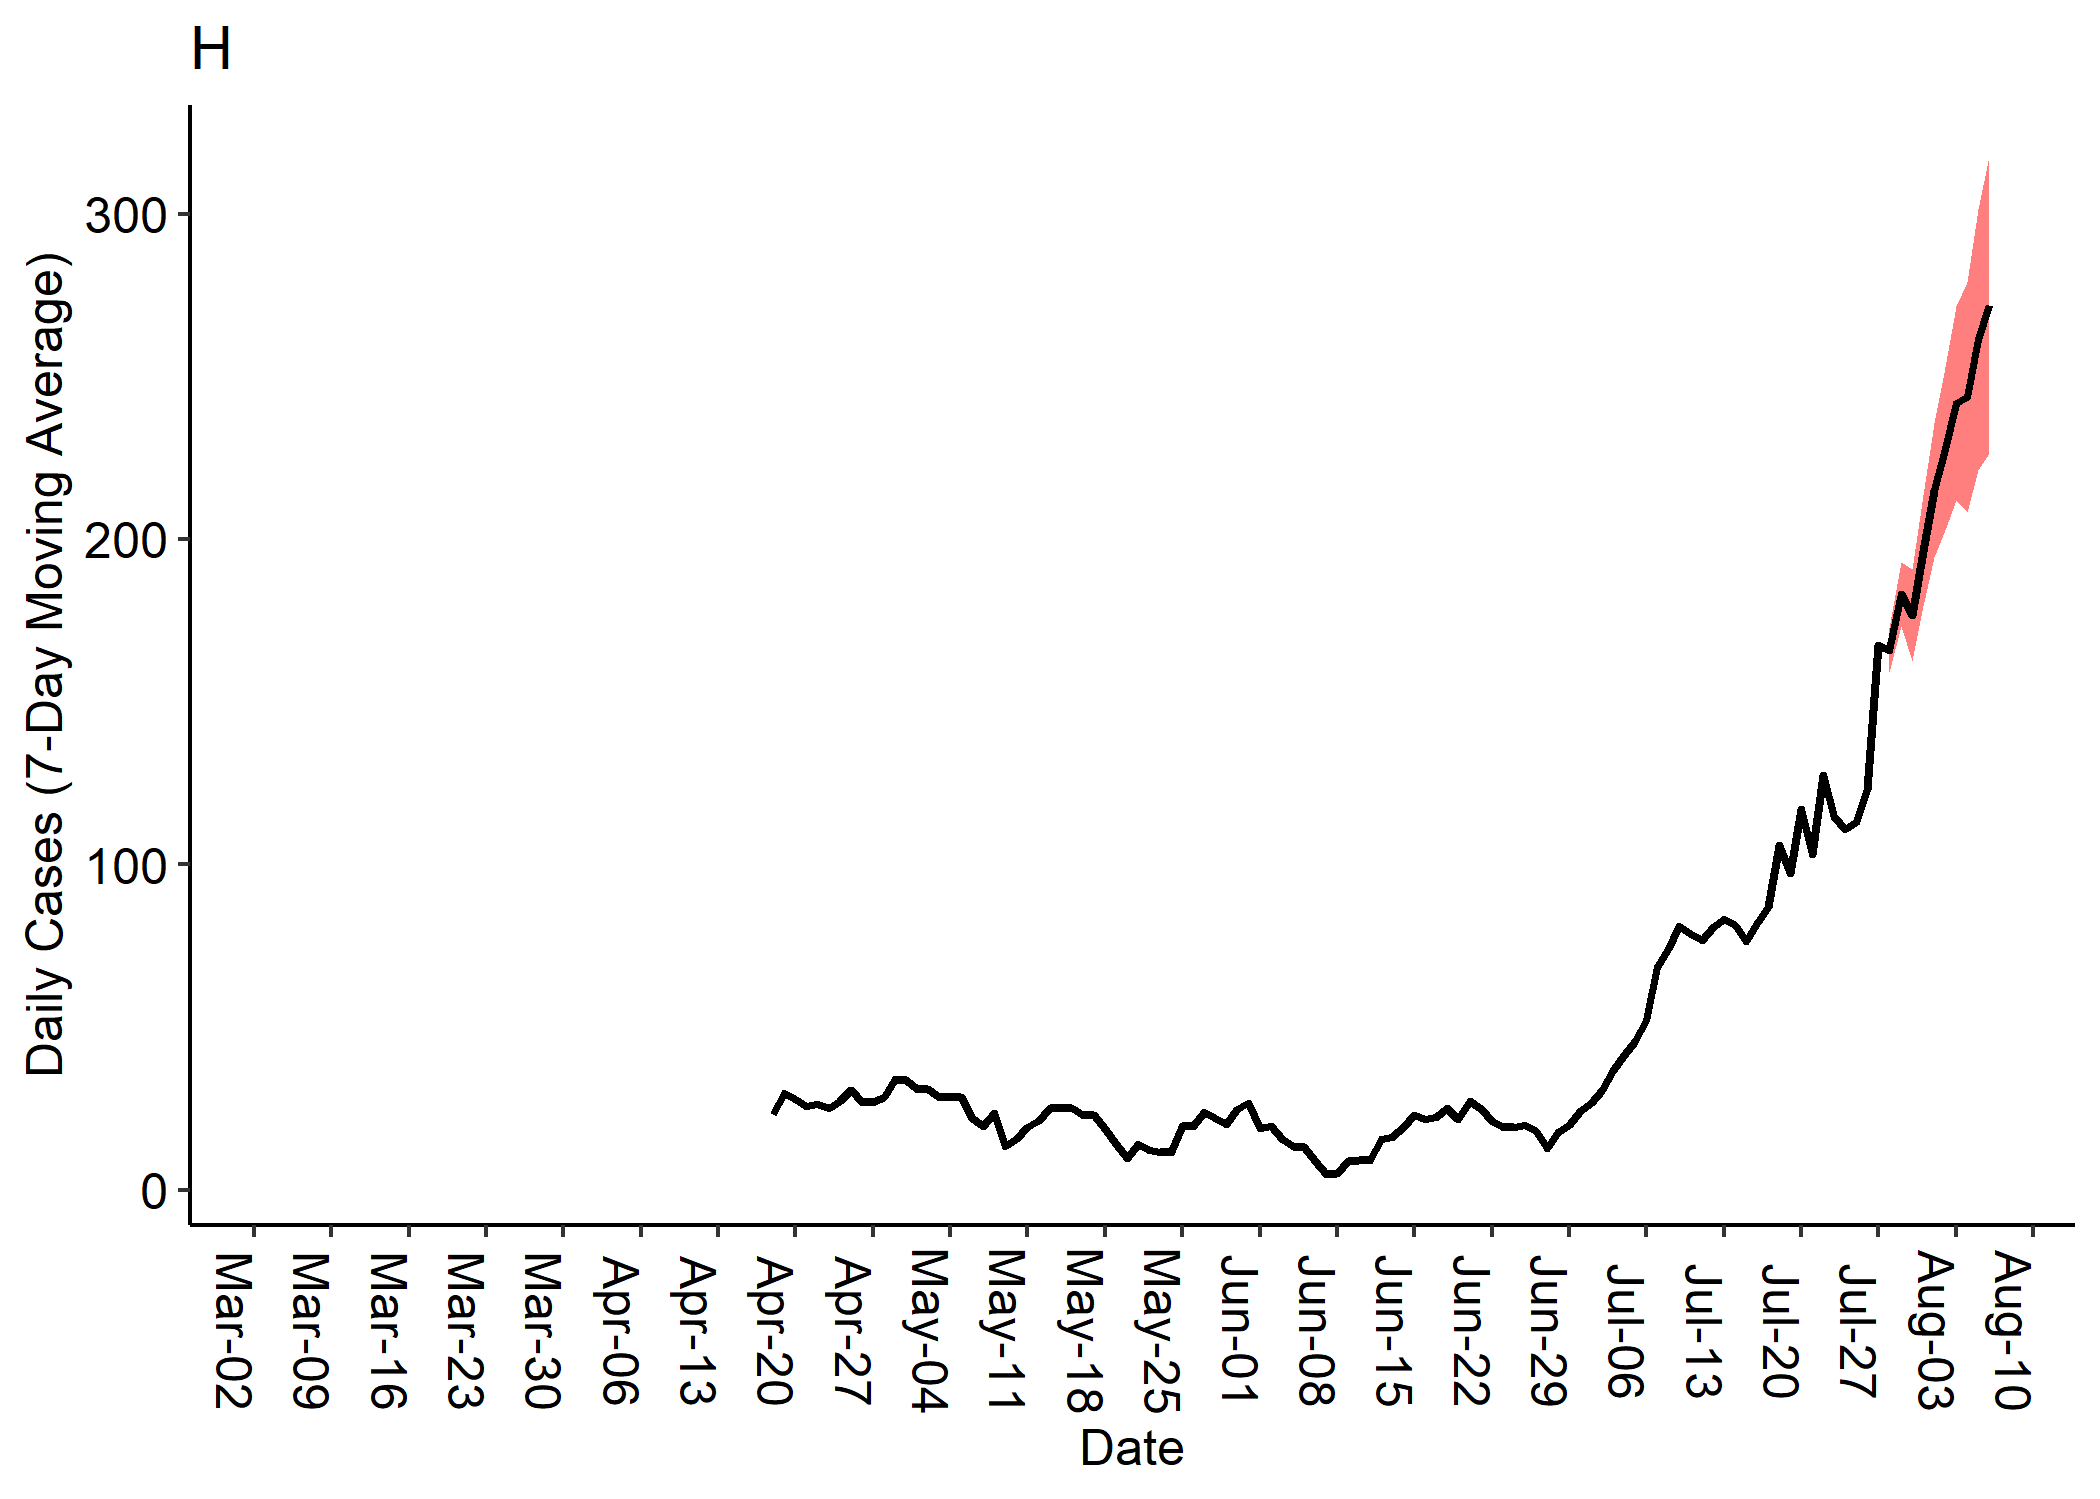 H
Daily Cases (7-Day Moving Average)
300
200
100
0
Mar-02
Mar-09
Mar-16
Mar-23
Mar-30
Apr-06
Apr-13
Apr-20
Apr-27
May-04
May-11
May-18
May-25
Jun-01
Jun-08
Jun-15
Jun-22
Jun-29
Jul-06
Jul-13
Jul-20
Jul-27
Aug-03
Aug-10
Date